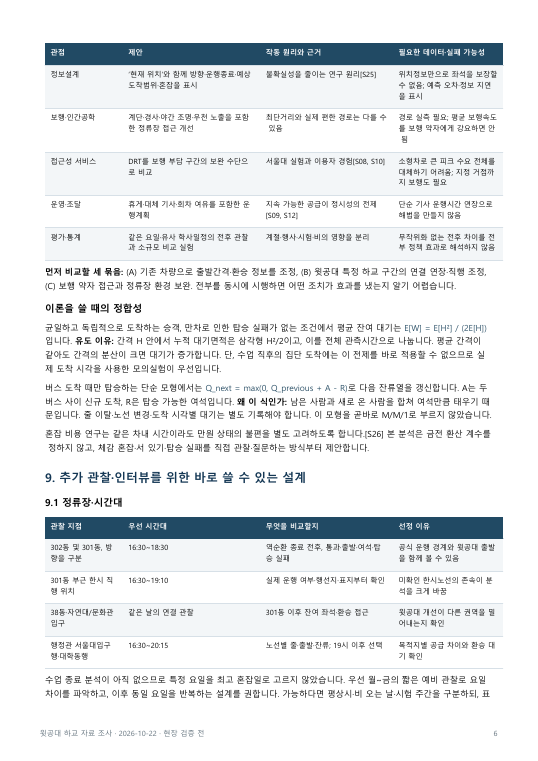 관점 제안 작동 원리와 근거 필요한 데이터·실패 가능성
정보설계 '현재 위치'와 함께 방향·운행종료·예상 불확실성을 줄이는 연구 원리[S25] 위치정보만으로 좌석을 보장할
도착범위·혼잡을 표시 수 없음; 예측 오차·정보 지연
을 표시
보행·인간공학 계단·경사·야간 조명·우천 노출을 포함 최단거리와 실제 편한 경로는 다를 수 경로 실측 필요; 평균 보행속도
한 정류장 접근 개선 있음 를 보행 약자에게 강요하면 안
됨
접근성 서비스 DRT를 보행 부담 구간의 보완 수단으 서울대 실험과 이용자 경험[S08, S10] 소형차로 큰 피크 수요 전체를
로 비교 대체하기 어려움; 지정 거점까
지 보행도 필요
운영·조달 휴게·대체 기사·회차 여유를 포함한 운 지속 가능한 공급이 정시성의 전제 단순 기사 운행시간 연장으로
행계획 [S09, S12] 해법을 만들지 않음
평가·통계 같은 요일·유사 학사일정의 전후 관찰 계절·행사·시험·비의 영향을 분리 무작위화 없는 전후 차이를 전
과 소규모 비교 실험 부 정책 효과로 해석하지 않음
먼저 비교할 세 묶음: (A) 기존 차량으로 출발간격·환승 정보를 조정, (B) 윗공대 특정 하교 구간의 연결 연장·직행 조정,
(C) 보행 약자 접근과 정류장 환경 보완. 전부를 동시에 시행하면 어떤 조치가 효과를 냈는지 알기 어렵습니다.
이론을 쓸 때의 정합성
균일하고 독립적으로 도착하는 승객, 만차로 인한 탑승 실패가 없는 조건에서 평균 잔여 대기는 E[W] = E[H²] / (2E[H])
입니다. 유도 이유: 간격 H 안에서 누적 대기면적은 삼각형 H²/2이고, 이를 전체 관측시간으로 나눕니다. 평균 간격이
같아도 간격의 분산이 크면 대기가 증가합니다. 단, 수업 직후의 집단 도착에는 이 전제를 바로 적용할 수 없으므로 실
제 도착 시각을 사용한 모의실험이 우선입니다.
버스 도착 때만 탑승하는 단순 모형에서는 Q_next = max(0, Q_previous + A - R)로 다음 잔류열을 갱신합니다. A는 두
버스 사이 신규 도착, R은 탑승 가능한 여석입니다. 왜 이 식인가: 남은 사람과 새로 온 사람을 합쳐 여석만큼 태우기 때
문입니다. 줄 이탈·노선 변경·도착 시각별 대기는 별도 기록해야 합니다. 이 모형을 곧바로 M/M/1로 부르지 않았습니다.
혼잡 비용 연구는 같은 차내 시간이라도 만원 상태의 불편을 별도 고려하도록 합니다.[S26] 본 분석은 금전 환산 계수를
정하지 않고, 체감 혼잡·서 있기·탑승 실패를 직접 관찰·질문하는 방식부터 제안합니다.
9. 추가 관찰·인터뷰를 위한 바로 쓸 수 있는 설계
9.1 정류장·시간대
관찰 지점 우선 시간대 무엇을 비교할지 선정 이유
302동 및 301동, 방 16:30~18:30 역순환 종료 전후, 통과·출발·여석·탑 공식 운행 경계와 윗공대 출발
향을 구분 승 실패 을 함께 볼 수 있음
301동 부근 한시 직 16:30~19:10 실제 운행 여부·행선지·표지부터 확인 미확인 한시노선의 존속이 분
행 위치 석을 크게 바꿈
38동·자연대/문화관 같은 날의 연결 관찰 301동 이후 잔여 좌석·환승 접근 윗공대 개선이 다른 권역을 밀
입구 어내는지 확인
행정관 서울대입구 16:30~20:15 노선별 줄·출발·잔류; 19시 이후 선택 목적지별 공급 차이와 환승 대
행·대학동행 기 확인
수업 종료 분석이 아직 없으므로 특정 요일을 최고 혼잡일로 고르지 않았습니다. 우선 월~금의 짧은 예비 관찰로 요일
차이를 파악하고, 이후 동일 요일을 반복하는 설계를 권합니다. 가능하다면 평상시·비 오는 날·시험 주간을 구분하되, 표
윗공대 하교 자료 조사 · 2026-10-22 · 현장 검증 전 6